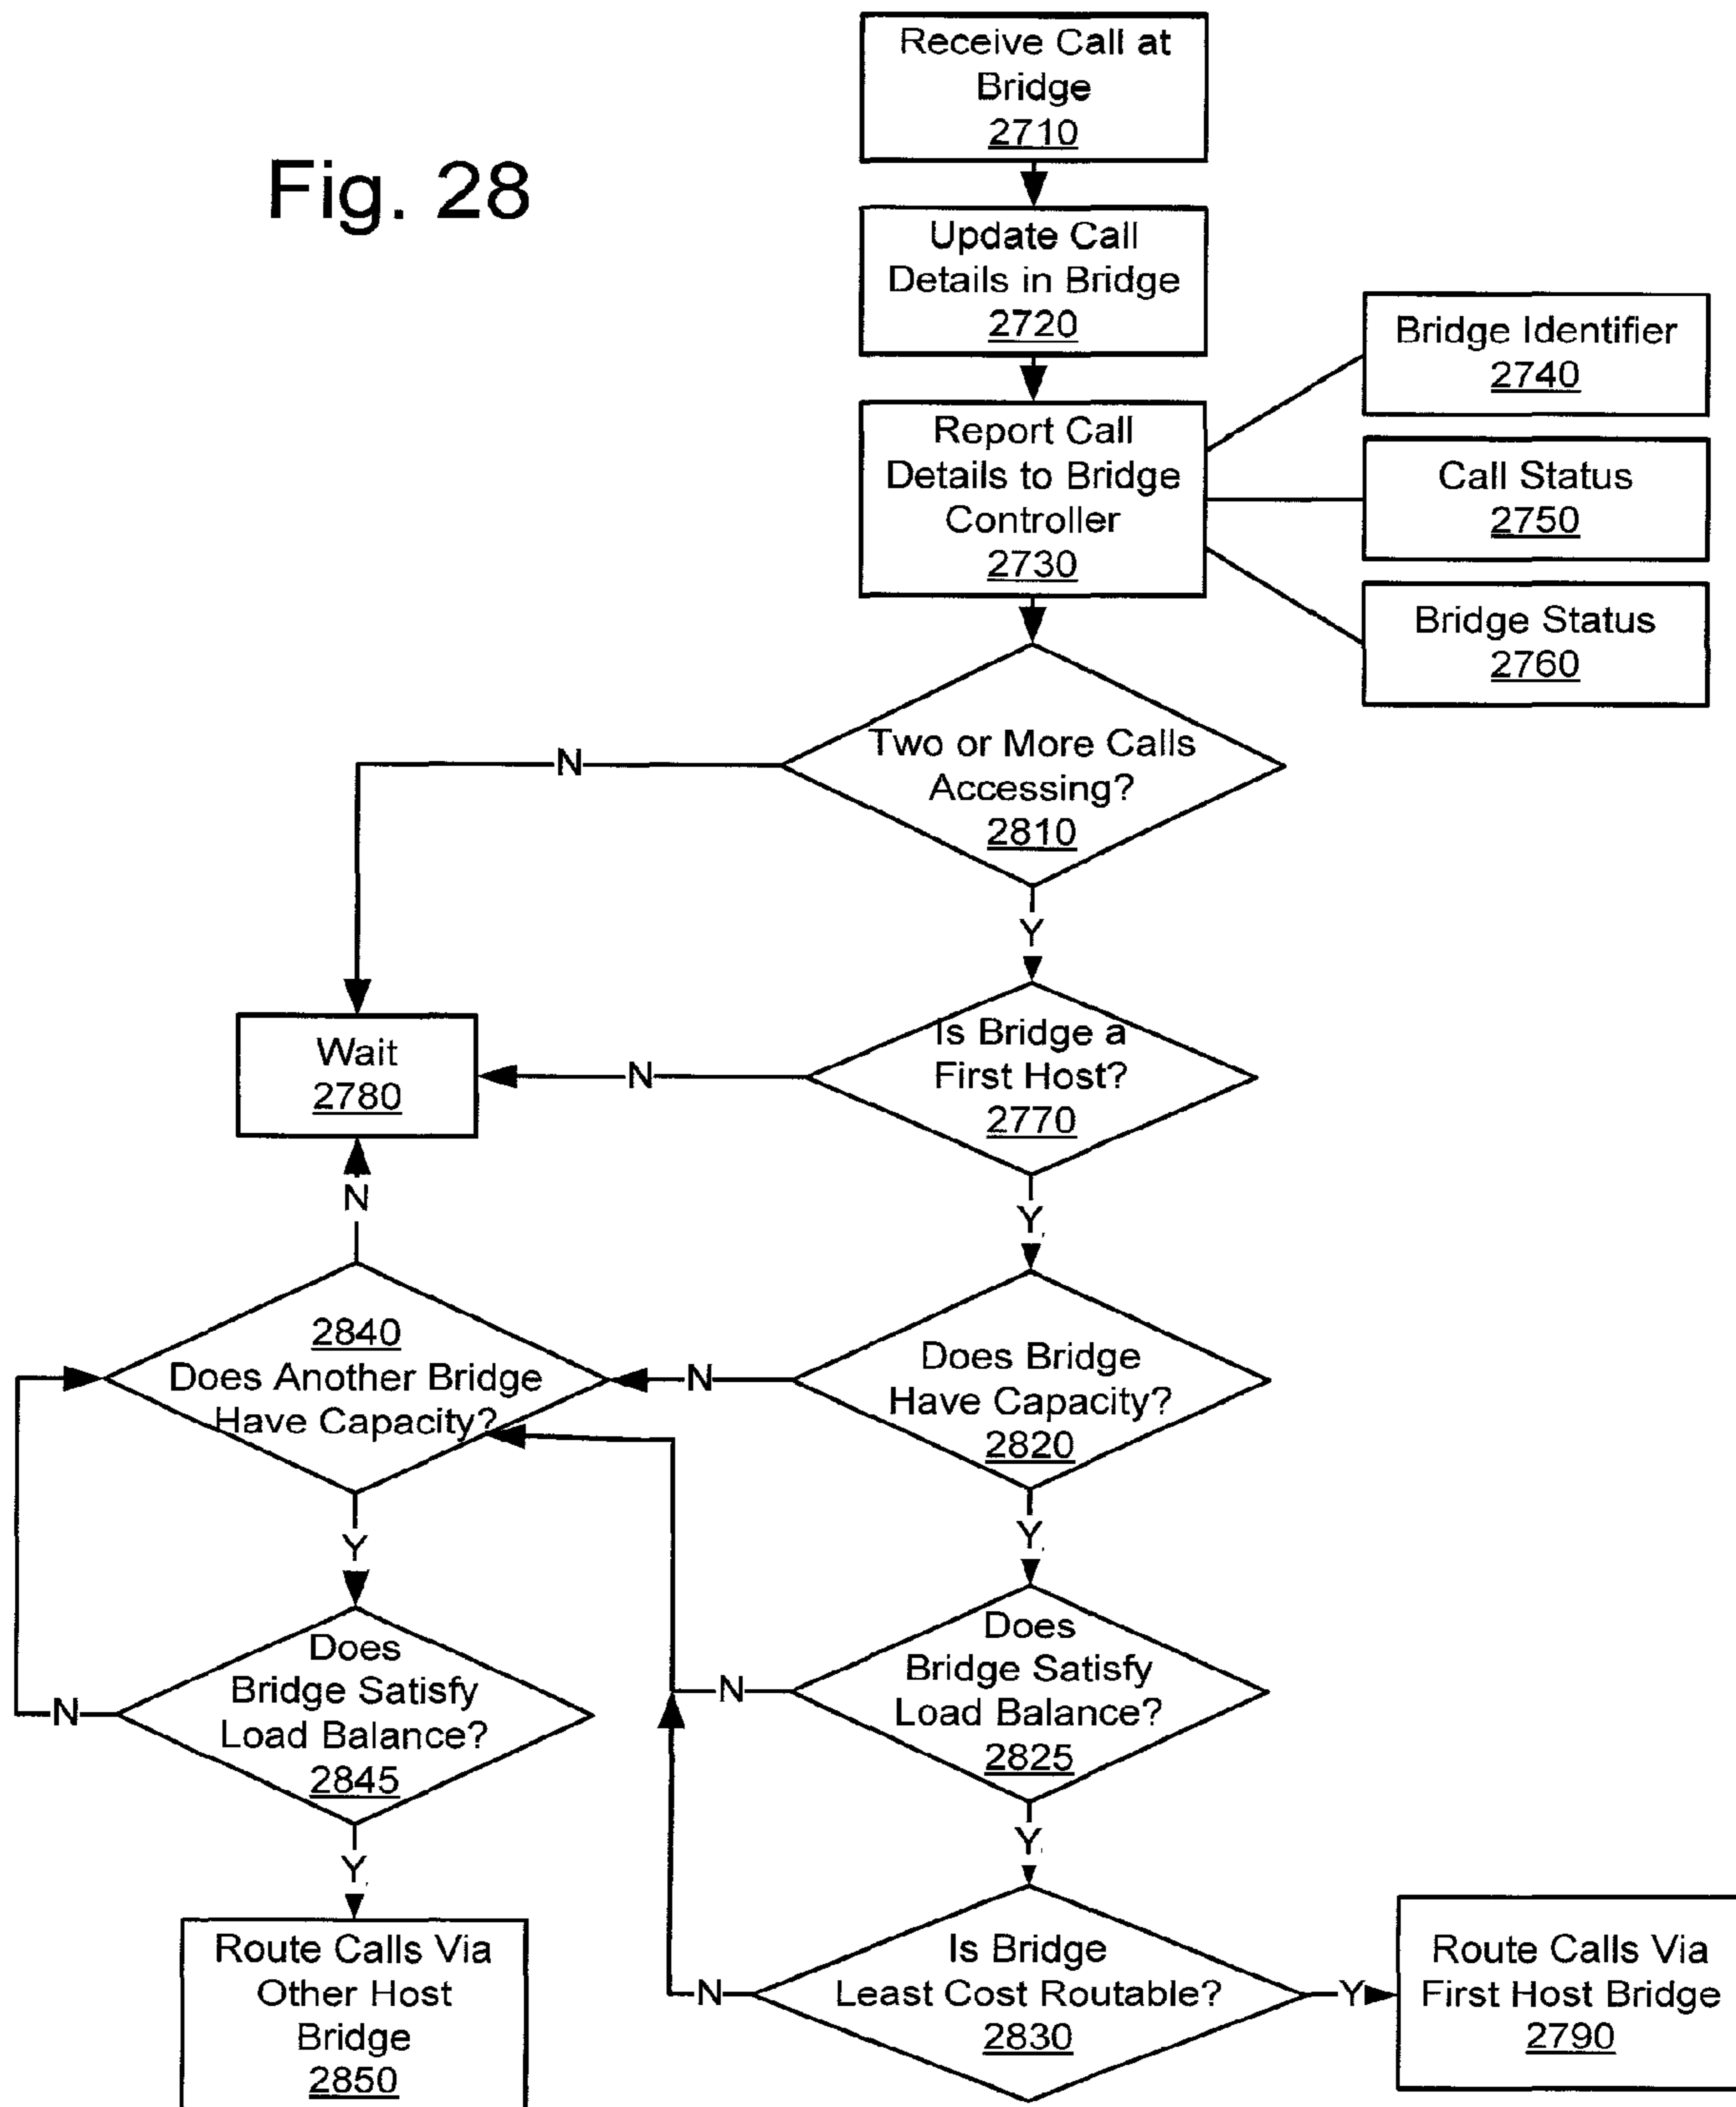 Fig. 28
Receive Call at
Bridge
2710
Update Call
Details in Bridge
2720
Report Call
Details to Bridge
Controller
2730
Bridge Identifier
2740
Call Status
2750
Bridge Status
2760
Two or More Calls
Accessing?
2810
N
Y
Wait
2780
N
Is Bridge a
First Host?
2770
N
Y
2840
Does Another Bridge
Have Capacity?
N
Does Bridge
Have Capacity?
2820
Y
Y
Does
Bridge Satisfy
Load Balance?
2845
N
Does
Bridge Satisfy
Load Balance?
2825
N
Y
Y
Route Calls Via
Other Host
Bridge
2850
Is Bridge
Least Cost Routable?
2830
N
Y
Route Calls Via
First Host Bridge
2790